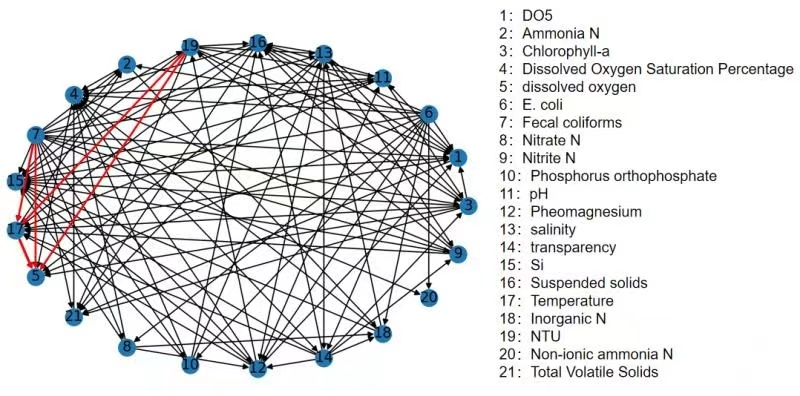 1: DO5
2: Ammonia N
3: Chlorophyll-a
4: Dissolved Oxygen Saturation Percentage
5: dissolved oxygen
6: E. coli
7: Fecal coliforms
8: Nitrate N
9: Nitrite N
10: Phosphorus orthophosphate
11: pH
12: Pheomagnesium
13: salinity
14: transparency
15: Si
16: Suspended solids
17: Temperature
18: Inorganic N
19: NTU
20: Non-ionic ammonia N
21: Total Volatile Solids
19
16
13
2
11
4
6
7
1
15
3
17
9
5
20
21
18
8
14
10
12